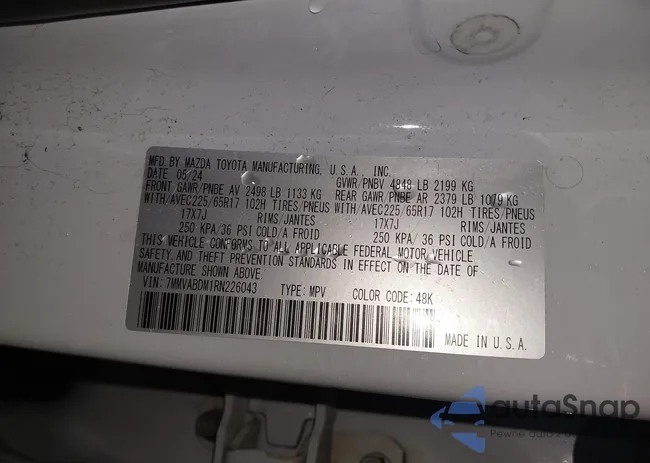 MFD. BY MAZDA TOYOTA MANUFACTURING, U.S.A., INC.
DATE 05/24 GVWR/PNBV 4848 LB 2199 KG
FRONT GAWR/PNBE AV 2498 LB 1133 KG REAR GAWR/PNBE AR 2379 LB 1079 KG
WITH/AVEC225/65R17 102H TIRES/PNEUS WITH/AVEC225/65R17 102H TIRES/PNEUS
17X7J RIMS/JANTES 17X7J RIMS/JANTES
250 KPA/36 PSI COLD/A FROID 250 KPA/36 PSI COLD/A FROID
THIS VEHICLE CONFORMS TO ALL APPLICABLE FEDERAL MOTOR VEHICLE
SAFETY, AND THEFT PREVENTION STANDARDS IN EFFECT ON THE DATE OF
MANUFACTURE SHOWN ABOVE.
VIN: 7MMVABDM1RN226043 TYPE: MPV COLOR CODE: 48K
MADE IN U.S.A.
autoSnap
Pewne auta z